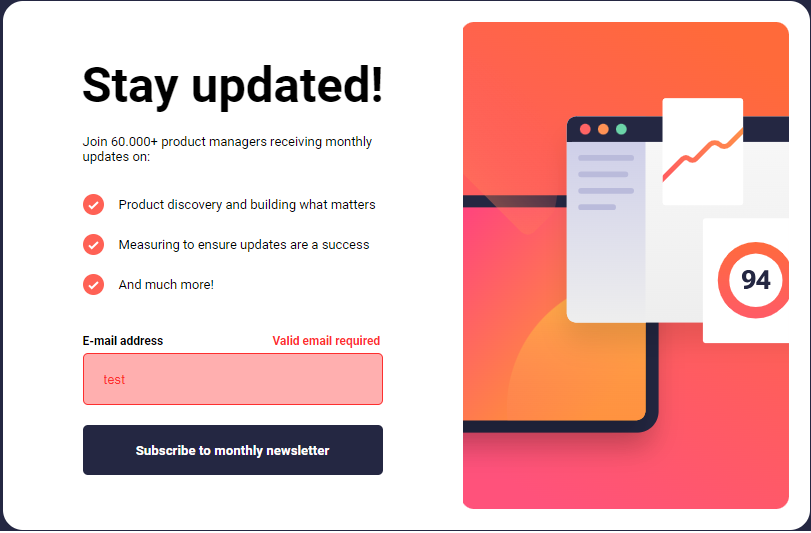 Stay updated!
Join 60.000+ product managers receiving monthly
updates on:
Product discovery and building what matters
Measuring to ensure updates are a success
And much more!
E-mail address
Valid email required
test
Subscribe to monthly newsletter
94